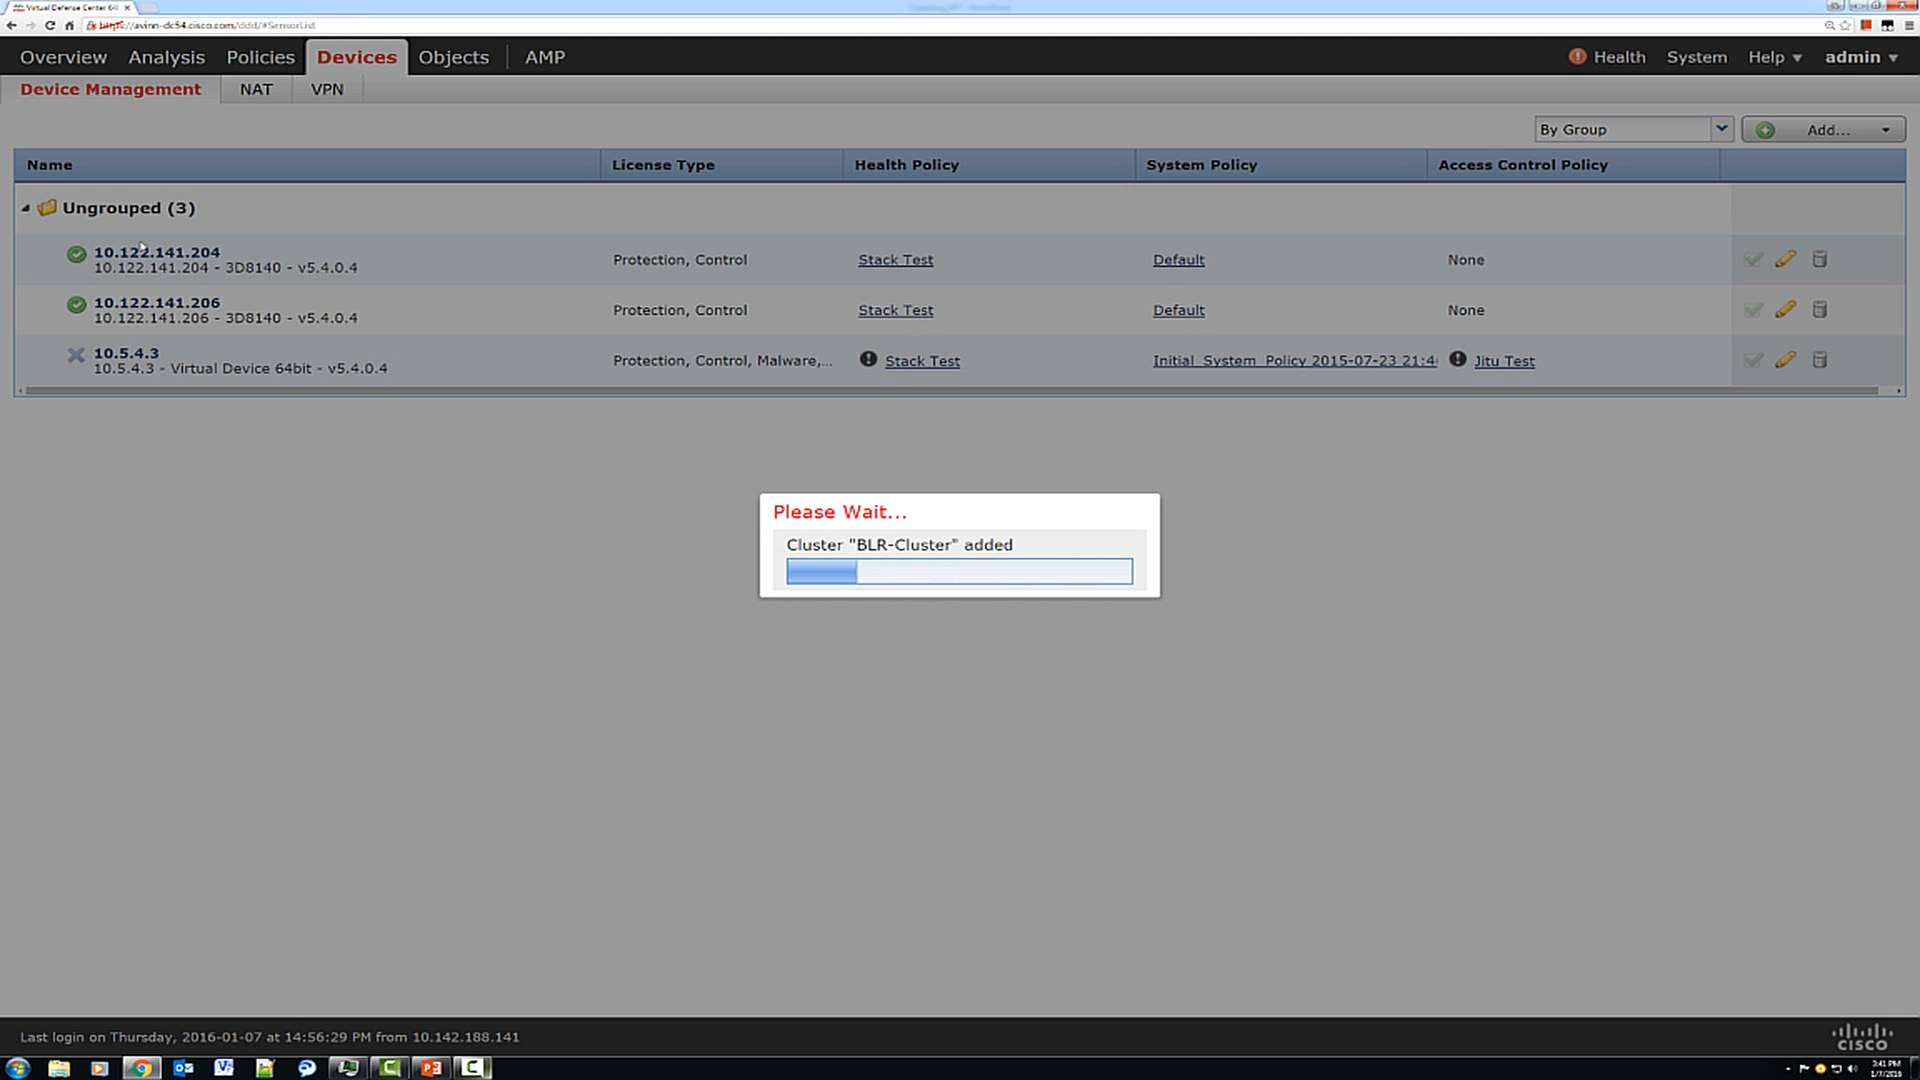 Virtual Defense Center 64
https://avinn-dc54.cisco.com/ddd/#SensorList
Overview Analysis Policies Devices Objects AMP Health System Help admin
Device Management NAT VPN
By Group Add...
Name License Type Health Policy System Policy Access Control Policy
Ungrouped (3)
10.122.141.204
10.122.141.204 - 3D8140 - v5.4.0.4 Protection, Control Stack Test Default None
10.122.141.206
10.122.141.206 - 3D8140 - v5.4.0.4 Protection, Control Stack Test Default None
10.5.4.3
10.5.4.3 - Virtual Device 64bit - v5.4.0.4 Protection, Control, Malware,... Stack Test Initial_System_Policy 2015-07-23 21:4 Jitu Test
Please Wait...
Cluster "BLR-Cluster" added
Last login on Thursday, 2016-01-07 at 14:56:29 PM from 10.142.188.141
CISCO
3:41 PM
1/7/2016